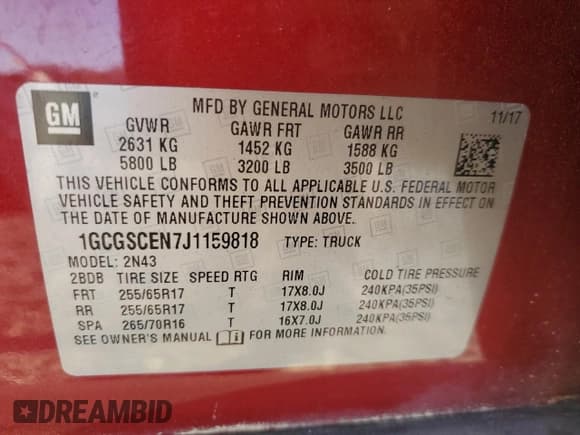 GM
MFD BY GENERAL MOTORS LLC
11/17
GVWR GAWR FRT GAWR RR
2631 KG 1452 KG 1588 KG
5800 LB 3200 LB 3500 LB
THIS VEHICLE CONFORMS TO ALL APPLICABLE U.S. FEDERAL MOTOR
VEHICLE SAFETY AND THEFT PREVENTION STANDARDS IN EFFECT ON
THE DATE OF MANUFACTURE SHOWN ABOVE.
1GCGSCEN7J1159818 TYPE: TRUCK
MODEL: 2N43
2BDB TIRE SIZE SPEED RTG RIM COLD TIRE PRESSURE
FRT 255/65R17 T 17X8.0J 240KPA(35PSI)
RR 255/65R17 T 17X8.0J 240KPA(35PSI)
SPA 265/70R16 T 16X7.0J 240KPA(35PSI)
SEE OWNER'S MANUAL i FOR MORE INFORMATION.
DREAMBID